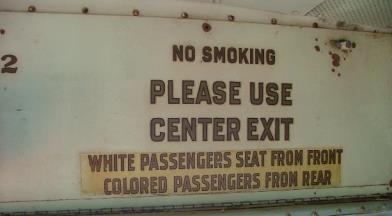 NO SMOKING
2
PLEASE USE
CENTER EXIT
WHITE PASSENGERS SEAT FROM FRONT
COLORED PASSENGERS FROM REAR